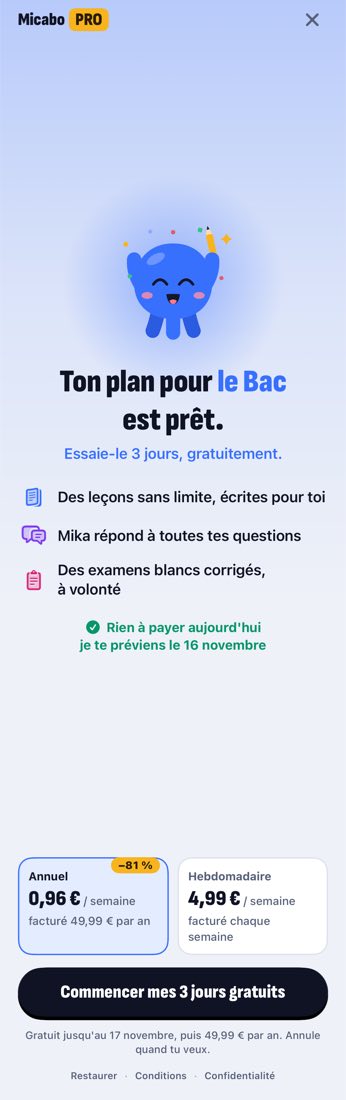 Micabo PRO
Ton plan pour le Bac
est prêt.
Essaie-le 3 jours, gratuitement.
Des leçons sans limite, écrites pour toi
Mika répond à toutes tes questions
Des examens blancs corrigés,
à volonté
Rien à payer aujourd'hui
je te préviens le 16 novembre
−81 %
Annuel
0,96 € / semaine
facturé 49,99 € par an
Hebdomadaire
4,99 € / semaine
facturé chaque
semaine
Commencer mes 3 jours gratuits
Gratuit jusqu'au 17 novembre, puis 49,99 € par an. Annule
quand tu veux.
Restaurer · Conditions · Confidentialité